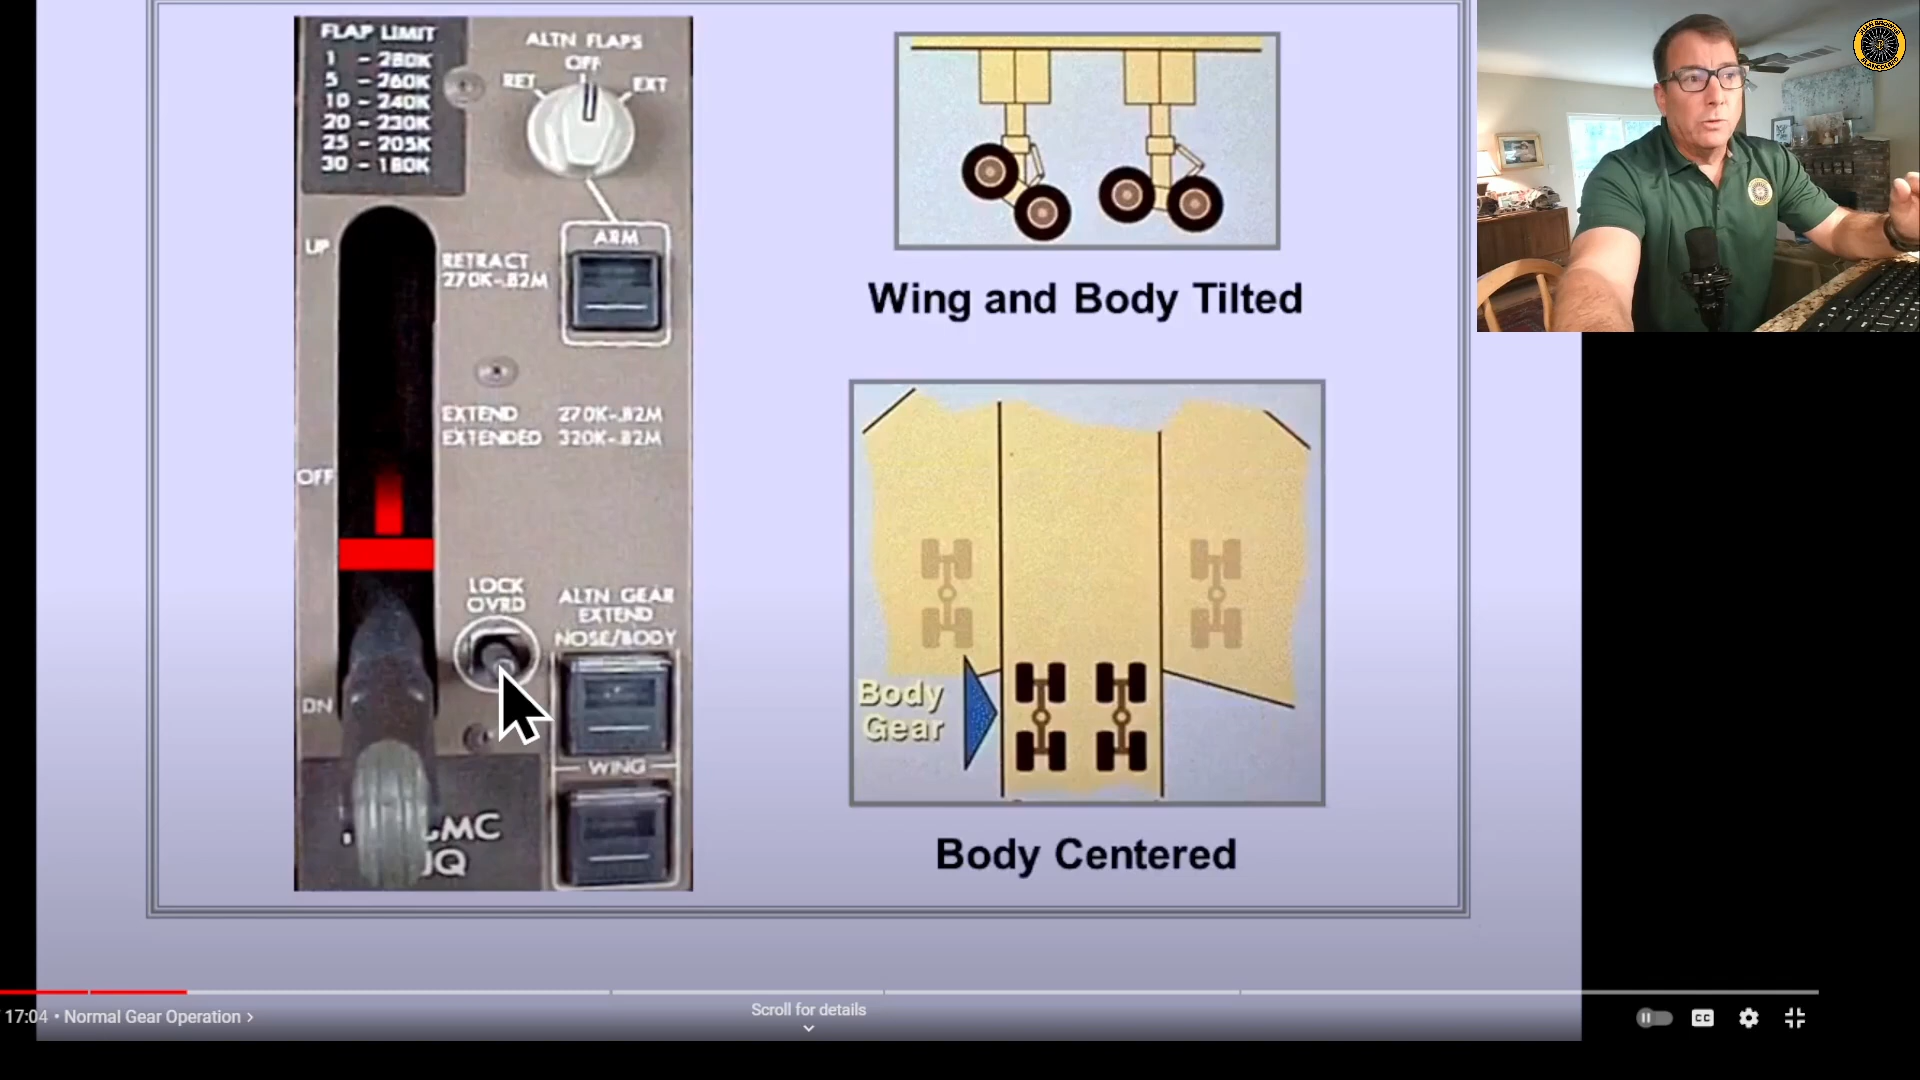 FLAP LIMIT
1 - 280K
5 - 260K
10 - 240K
20 - 230K
25 - 205K
30 - 180K
ALTN FLAPS
OFF
RET
EXT
ARM
UP
RETRACT
270K-.82M
EXTEND 270K-.82M
EXTENDED 320K-.82M
OFF
LOCK
OVRD
ALTN GEAR
EXTEND
NOSE/BODY
DN
WING
Wing and Body Tilted
Body
Gear
Body Centered
17:04 • Normal Gear Operation >
Scroll for details
CC